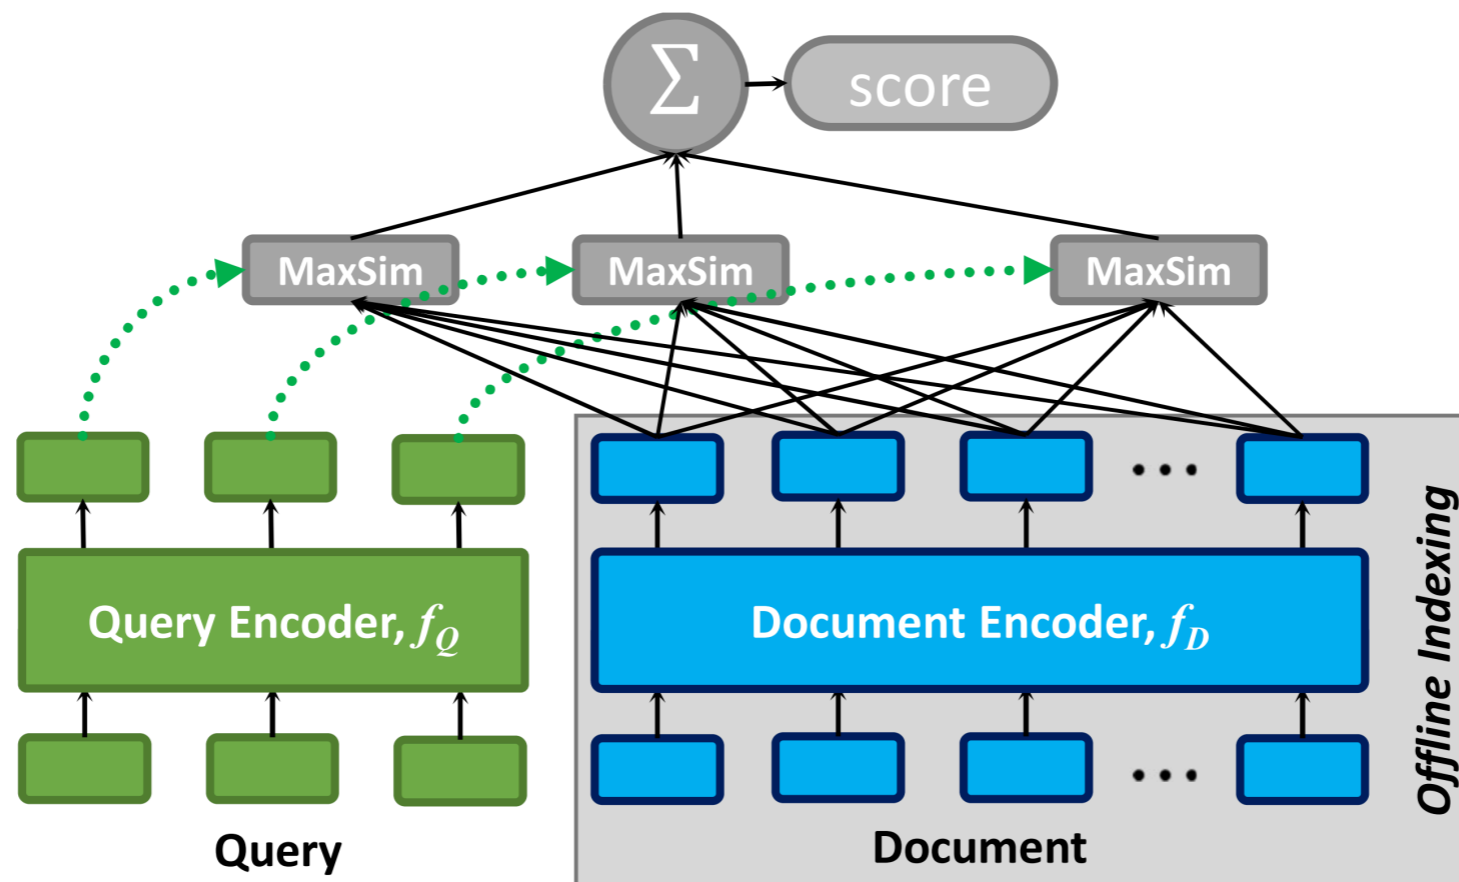 Σ
score
MaxSim
MaxSim
MaxSim
Query Encoder, f_Q
Document Encoder, f_D
Offline Indexing
Query
Document